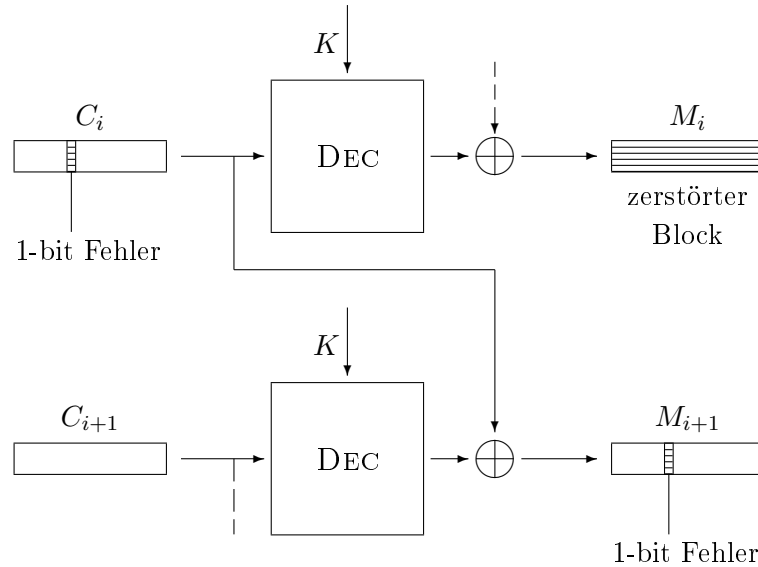 K
C_i
M_i
DEC
zerstörter
Block
1-bit Fehler
K
C_{i+1}
M_{i+1}
DEC
1-bit Fehler